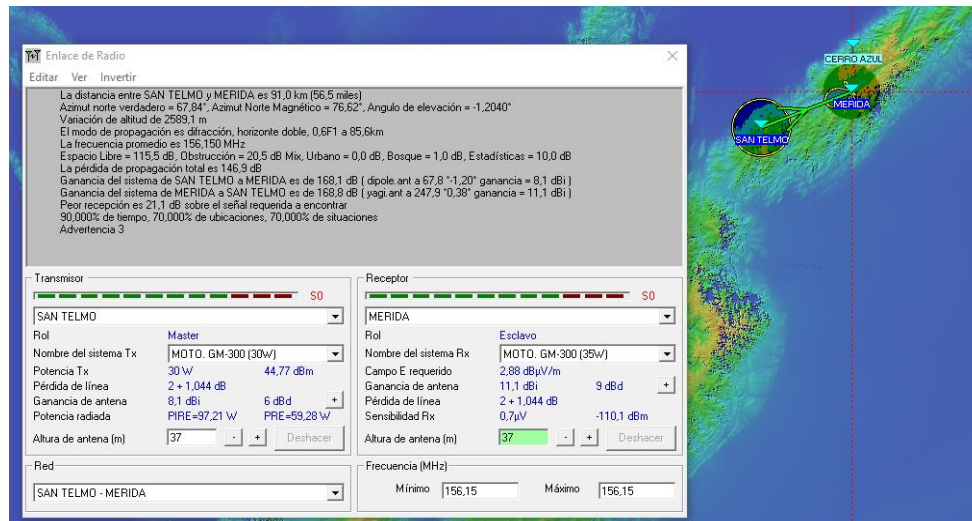 Enlace de Radio
Editar Ver Invertir
La distancia entre SAN TELMO y MERIDA es 91,0 km (56,5 miles)
Azimut norte verdadero = 67,84°, Azimut Norte Magnético = 76,62°, Angulo de elevación = -1,2040°
Variación de altitud de 2589,1 m
El modo de propagación es difracción, horizonte doble, 0,6F1 a 85,6km
La frecuencia promedio es 156,150 MHz
Espacio Libre = 115,5 dB, Obstrucción = 20,5 dB Mix, Urbano = 0,0 dB, Bosque = 1,0 dB, Estadísticas = 10,0 dB
La pérdida de propagación total es 146,9 dB
Ganancia del sistema de SAN TELMO a MERIDA es de 168,1 dB ( dipole.ant a 67,8 °-1,20° ganancia = 8,1 dBi )
Ganancia del sistema de MERIDA a SAN TELMO es de 168,8 dB ( yagi.ant a 247,9 °0,38° ganancia = 11,1 dBi )
Peor recepción es 21,1 dB sobre el señal requerida a encontrar
90,000% de tiempo, 70,000% de ubicaciones, 70,000% de situaciones
Advertencia 3
Transmisor
S0
SAN TELMO
Rol Master
Nombre del sistema Tx MOTO. GM-300 (30W)
Potencia Tx 30 W 44,77 dBm
Pérdida de línea 2 + 1,044 dB
Ganancia de antena 8,1 dBi 6 dBd +
Potencia radiada PIRE=97,21 W PRE=59,28 W
Altura de antena (m) 37 - + Deshacer
Receptor
S0
MERIDA
Rol Esclavo
Nombre del sistema Rx MOTO. GM-300 (35W)
Campo E requerido 2,88 dBµV/m
Ganancia de antena 11,1 dBi 9 dBd +
Pérdida de línea 2 + 1,044 dB
Sensibilidad Rx 0,7µV -110,1 dBm
Altura de antena (m) 37 - + Deshacer
Red
SAN TELMO - MERIDA
Frecuencia (MHz)
Mínimo 156,15 Máximo 156,15
CERRO AZUL
MERIDA
SAN TELMO